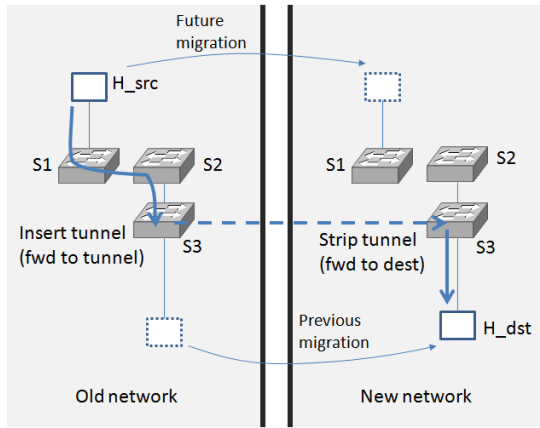 Future
migration
H_src
S1
S2
Insert tunnel
(fwd to tunnel)
S3
Old network
S1
S2
Strip tunnel
(fwd to dest)
S3
Previous
migration
H_dst
New network